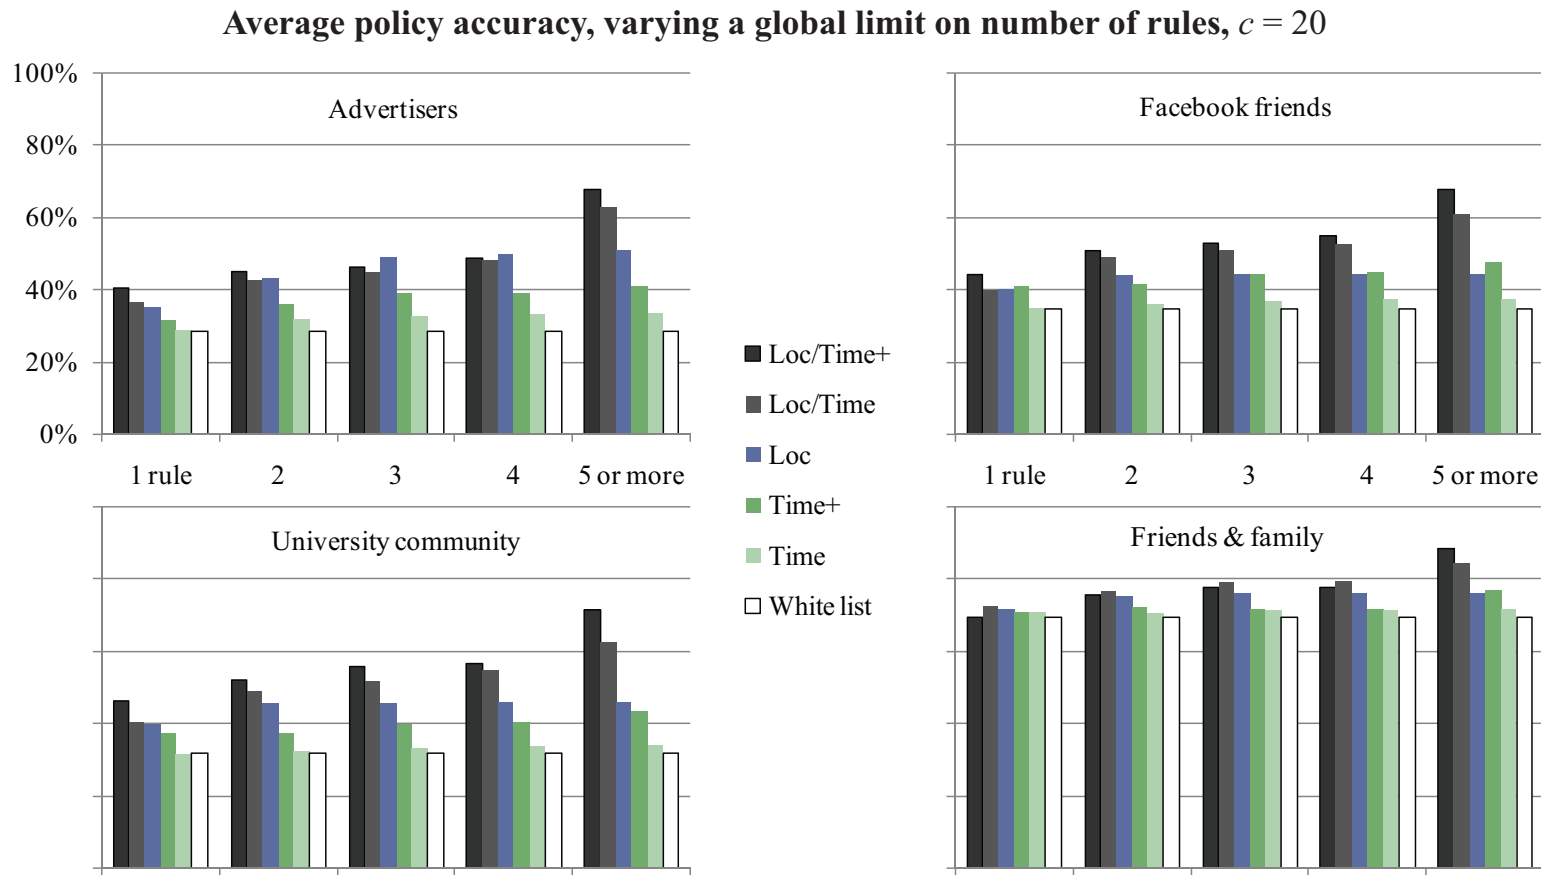 Average policy accuracy, varying a global limit on number of rules, c = 20
100%
80%
60%
40%
20%
0%
Advertisers
1 rule 2 3 4 5 or more
Facebook friends
1 rule 2 3 4 5 or more
Loc/Time+
Loc/Time
Loc
Time+
Time
White list
University community
Friends & family